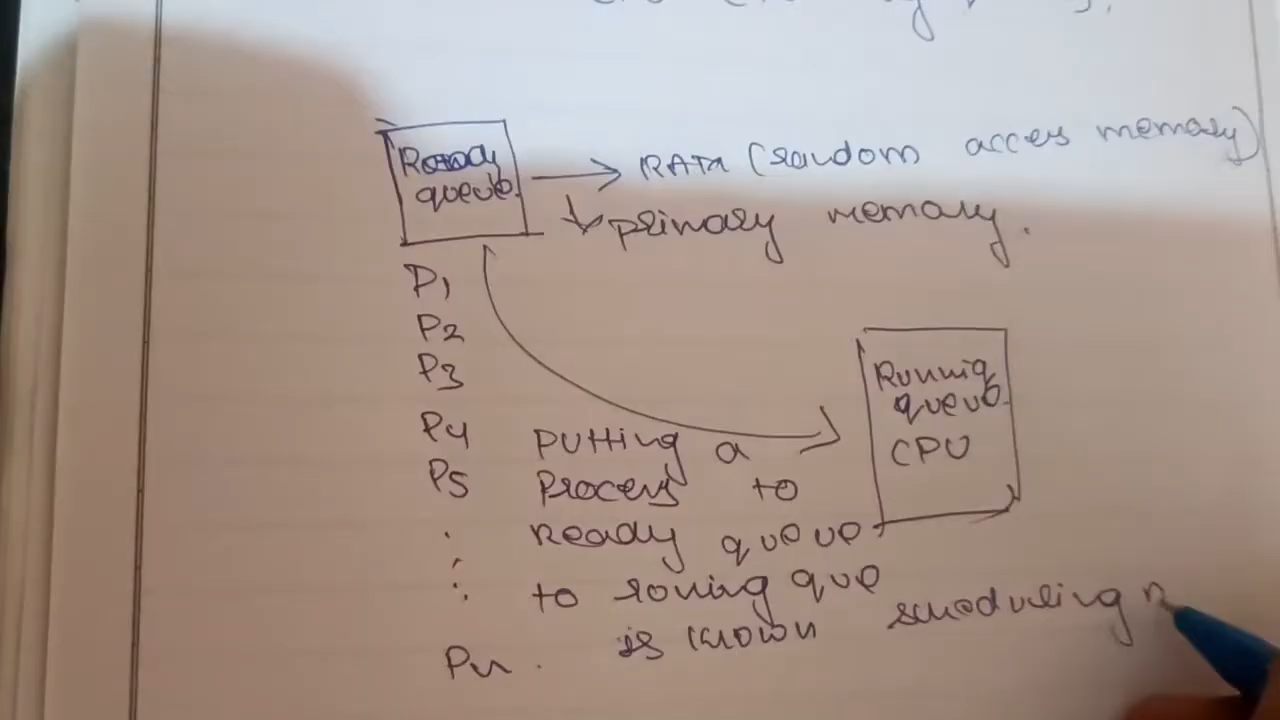 Ready
queue.
→ RAM (random access memory)
↓ primary memory.
P1
P2
P3
P4
P5
Pn.
Running
queue.
CPU
putting a
process to
ready queue
to roning que
is known scheduling